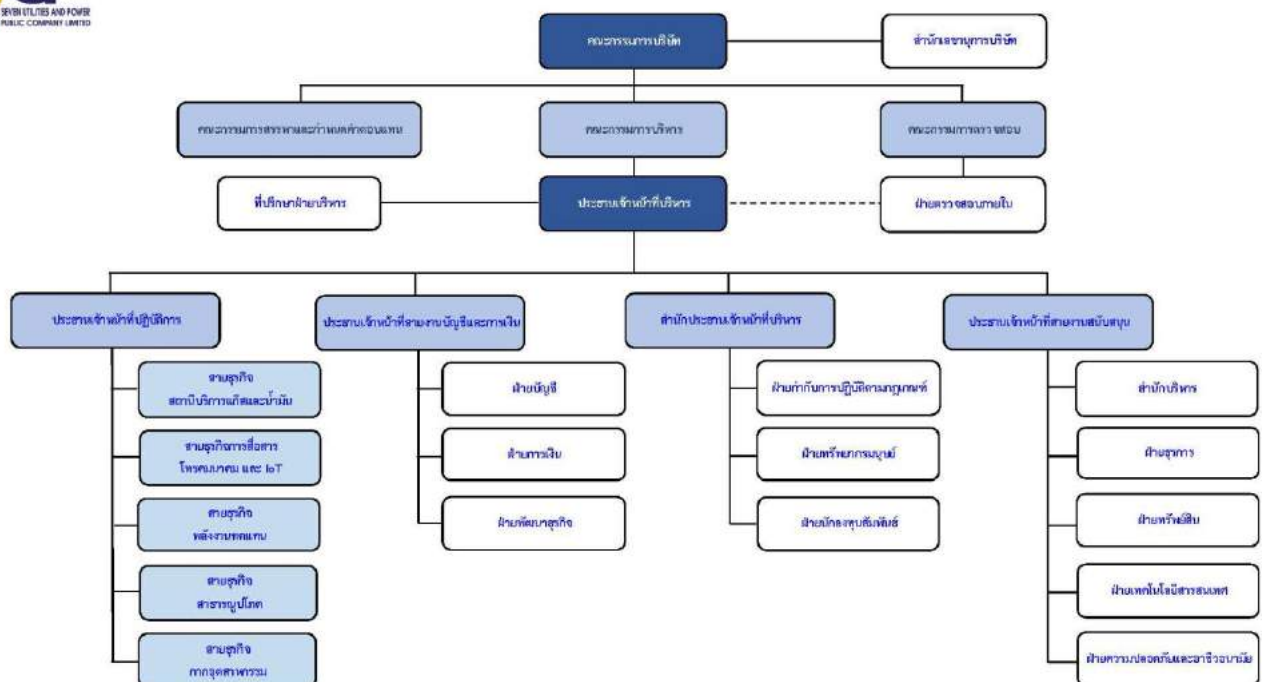 SEVEN UTILITIES AND POWER
PUBLIC COMPANY LIMITED
คณะกรรมการบริษัท
สำนักเลขานุการบริษัท
คณะกรรมการสรรหาและกำหนดค่าตอบแทน
คณะกรรมการบริหาร
คณะกรรมการตรวจสอบ
ที่ปรึกษาฝ่ายบริหาร
ประธานเจ้าหน้าที่บริหาร
ฝ่ายตรวจสอบภายใน
ประธานเจ้าหน้าที่ปฏิบัติการ
ประธานเจ้าหน้าที่สายงานบัญชีและการเงิน
สำนักประธานเจ้าหน้าที่บริหาร
ประธานเจ้าหน้าที่สายงานสนับสนุน
สายธุรกิจ
สถานีบริการแก๊สและน้ำมัน
สายธุรกิจการสื่อสาร
โทรคมนาคม และ IoT
สายธุรกิจ
พลังงานทดแทน
สายธุรกิจ
สาธารณูปโภค
สายธุรกิจ
กากอุตสาหกรรม
ฝ่ายบัญชี
ด้านการเงิน
ฝ่ายพัฒนาธุรกิจ
ฝ่ายกำกับการปฏิบัติตามกฎเกณฑ์
ฝ่ายทรัพยากรมนุษย์
ฝ่ายนักลงทุนสัมพันธ์
สำนักบริหาร
ฝ่ายธุรการ
ฝ่ายทรัพย์สิน
ฝ่ายเทคโนโลยีสารสนเทศ
ฝ่ายความปลอดภัยและอาชีวอนามัย